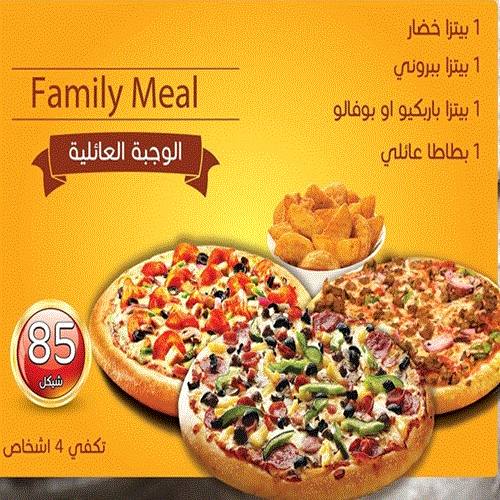 1 بيتزا خضار
1 بيتزا ببروني
1 بيتزا باربكيو او بوفالو
1 بطاطا عائلي
Family Meal
الوجبة العائلية
85
شيكل
تكفي 4 اشخاص